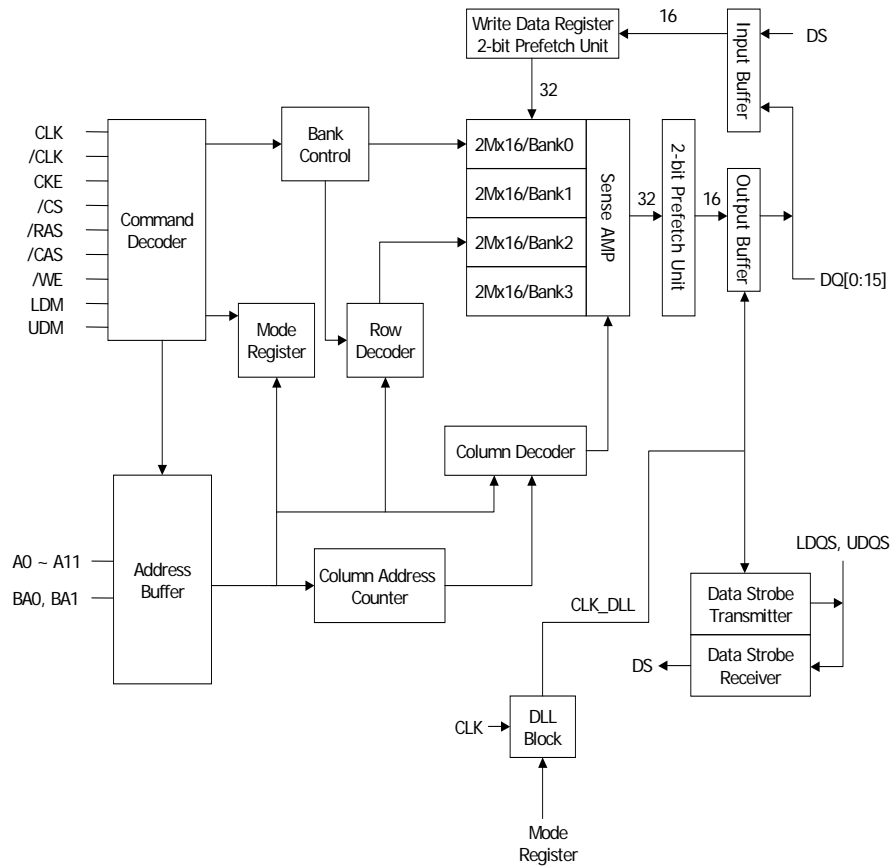 Write Data Register
2-bit Prefetch Unit
16
Input Buffer
DS
32
CLK
/CLK
CKE
/CS
/RAS
/CAS
/WE
LDM
UDM
Command
Decoder
Bank
Control
2Mx16/Bank0
2Mx16/Bank1
2Mx16/Bank2
2Mx16/Bank3
Sense AMP
32
2-bit Prefetch Unit
16
Output Buffer
DQ[0:15]
Mode
Register
Row
Decoder
Column Decoder
A0 ~ A11
BA0, BA1
Address
Buffer
Column Address
Counter
CLK_DLL
LDQS, UDQS
Data Strobe
Transmitter
Data Strobe
Receiver
DS
CLK
DLL
Block
Mode
Register